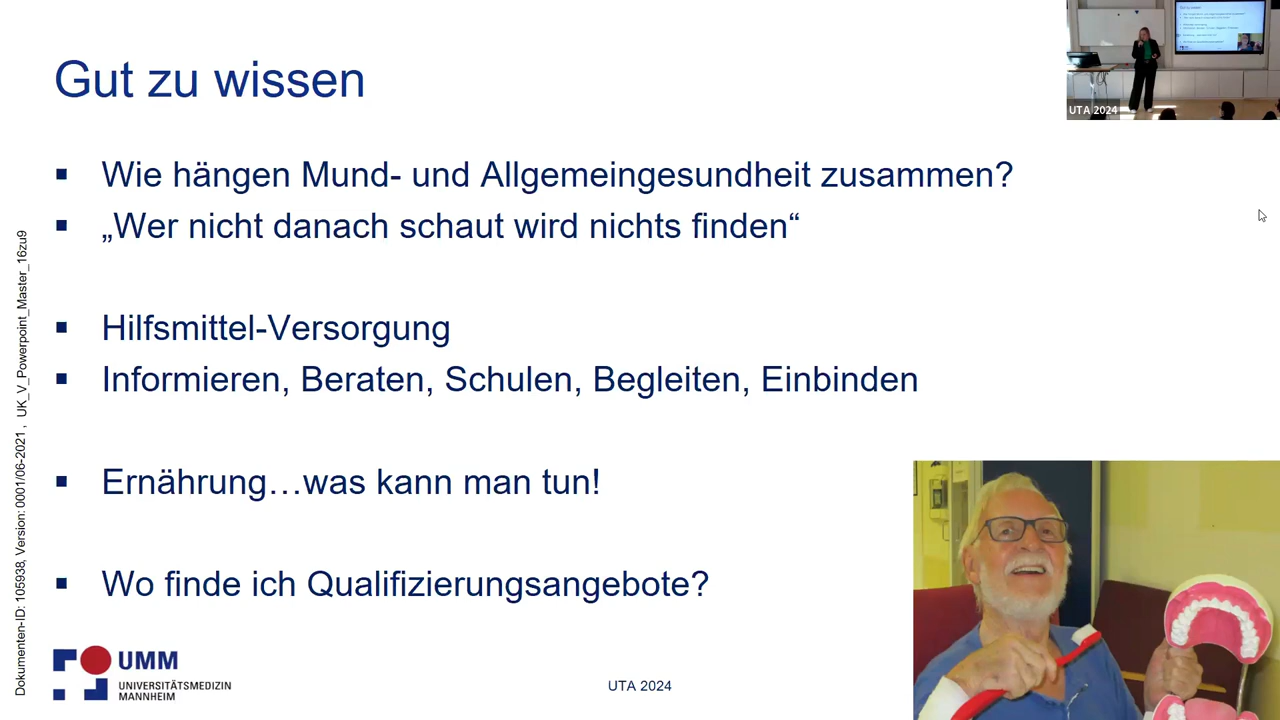 Gut zu wissen
Wie hängen Mund- und Allgemeingesundheit zusammen?
„Wer nicht danach schaut wird nichts finden“
Hilfsmittel-Versorgung
Informieren, Beraten, Schulen, Begleiten, Einbinden
Ernährung…was kann man tun!
Wo finde ich Qualifizierungsangebote?
Dokumenten-ID: 105938, Version: 0001/06-2021, UK_V_Powerpoint_Master_16zu9
UMM
UNIVERSITÄTSMEDIZIN
MANNHEIM
UTA 2024
UTA 2024